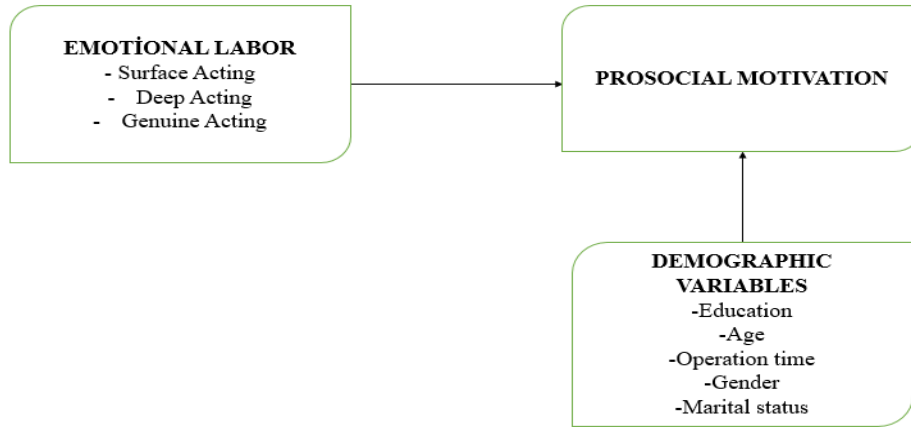 EMOTİONAL LABOR
- Surface Acting
- Deep Acting
- Genuine Acting
PROSOCIAL MOTIVATION
DEMOGRAPHIC
VARIABLES
-Education
-Age
-Operation time
-Gender
-Marital status